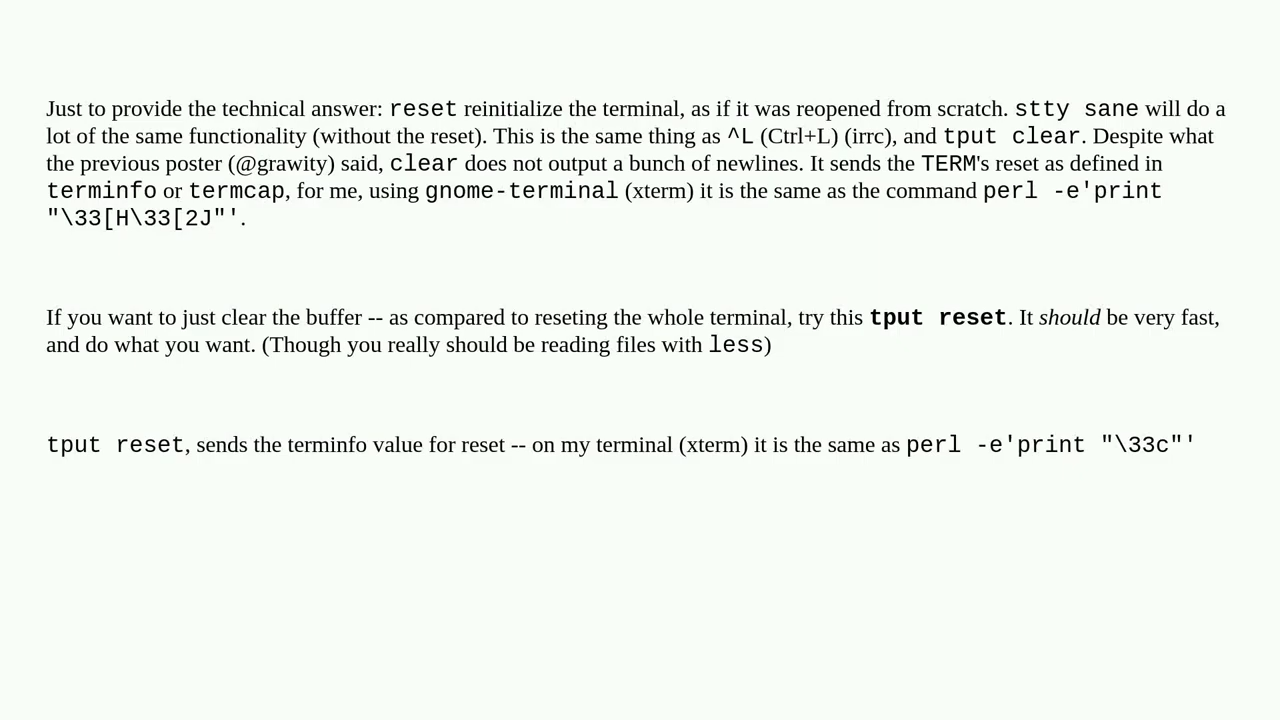 Just to provide the technical answer: reset reinitialize the terminal, as if it was reopened from scratch. stty sane will do a
lot of the same functionality (without the reset). This is the same thing as ^L (Ctrl+L) (irrc), and tput clear. Despite what
the previous poster (@grawity) said, clear does not output a bunch of newlines. It sends the TERM's reset as defined in
terminfo or termcap, for me, using gnome-terminal (xterm) it is the same as the command perl -e'print
"\33[H\33[2J"'.
If you want to just clear the buffer -- as compared to reseting the whole terminal, try this tput reset. It should be very fast,
and do what you want. (Though you really should be reading files with less)
tput reset, sends the terminfo value for reset -- on my terminal (xterm) it is the same as perl -e'print "\33c"'